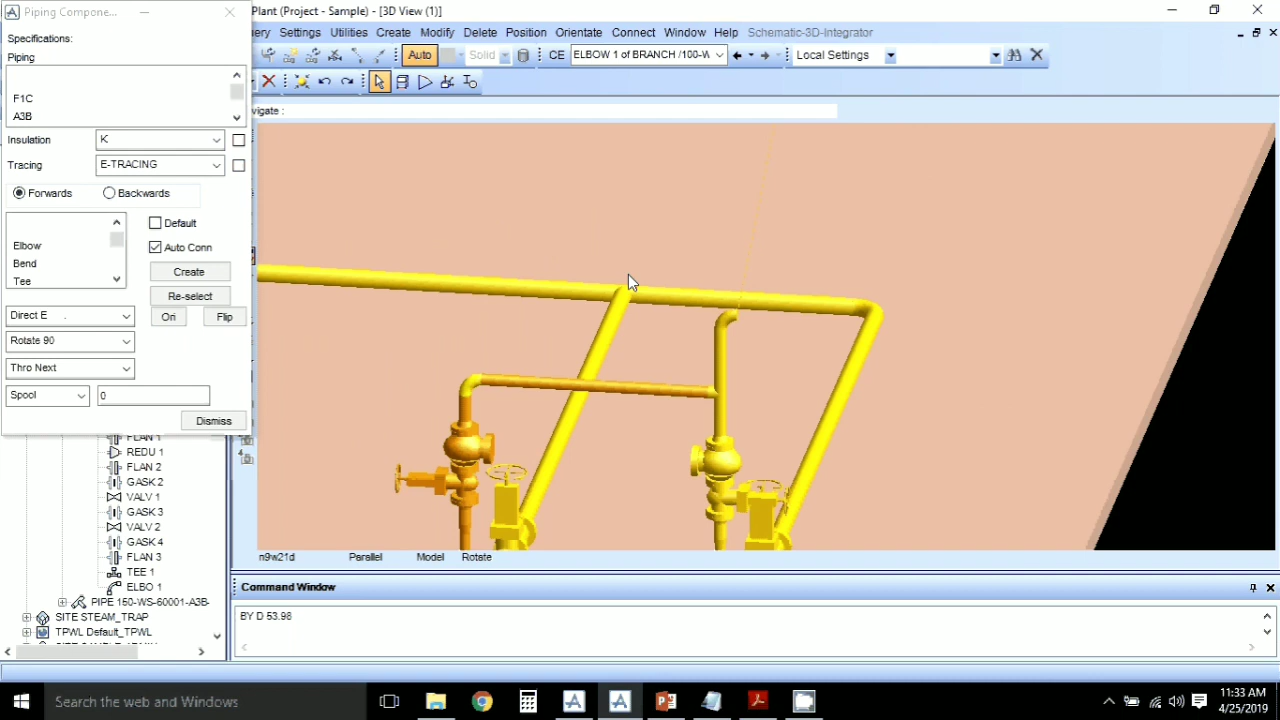 Piping Compone...
Plant (Project - Sample) - [3D View (1)]
Settings Utilities Create Modify Delete Position Orientate Connect Window Help Schematic-3D-Integrator
Auto Solid CE ELBOW 1 of BRANCH /100-W Local Settings
Specifications:
Piping
F1C
A3B
Insulation K
Tracing E-TRACING
Forwards Backwards
Default
Auto Conn
Elbow
Bend
Tee
Create
Re-select
Ori Flip
Direct E
Rotate 90
Thro Next
Spool 0
Dismiss
FLAN 1
REDU 1
FLAN 2
GASK 2
VALV 1
GASK 3
VALV 2
GASK 4
FLAN 3
TEE 1
ELBO 1
PIPE 150-WS-60001-A3B-
SITE STEAM_TRAP
TPWL Default_TPWL
n9w21d Parallel Model Rotate
Command Window
BY D 53.98
Search the web and Windows
11:33 AM
4/25/2019